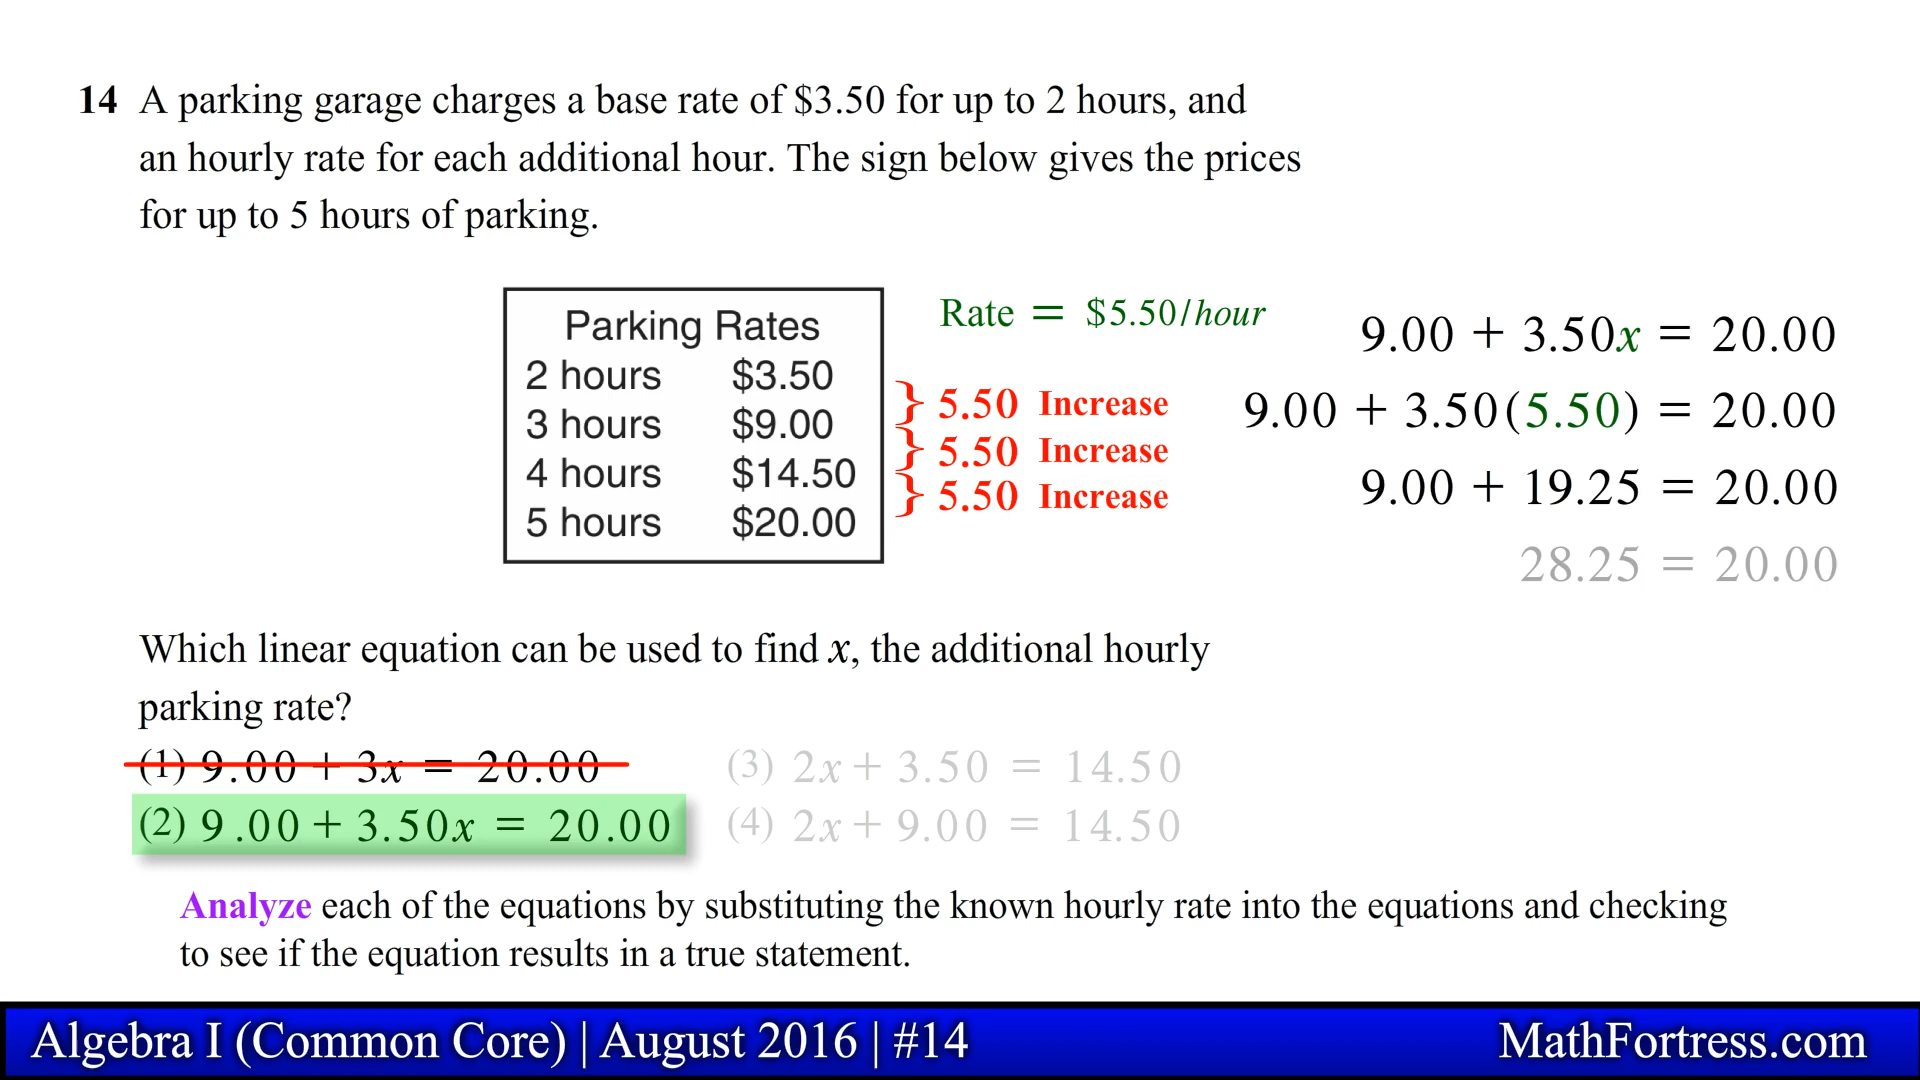 14 A parking garage charges a base rate of $3.50 for up to 2 hours, and
an hourly rate for each additional hour. The sign below gives the prices
for up to 5 hours of parking.
Parking Rates
2 hours $3.50
3 hours $9.00
4 hours $14.50
5 hours $20.00
Rate = $5.50/hour
} 5.50 Increase
} 5.50 Increase
} 5.50 Increase
9.00 + 3.50x = 20.00
9.00 + 3.50(5.50) = 20.00
9.00 + 19.25 = 20.00
28.25 = 20.00
Which linear equation can be used to find x, the additional hourly
parking rate?
(1) 9.00 + 3x = 20.00
(2) 9.00 + 3.50x = 20.00
(3) 2x + 3.50 = 14.50
(4) 2x + 9.00 = 14.50
Analyze each of the equations by substituting the known hourly rate into the equations and checking
to see if the equation results in a true statement.
Algebra I (Common Core) | August 2016 | #14
MathFortress.com